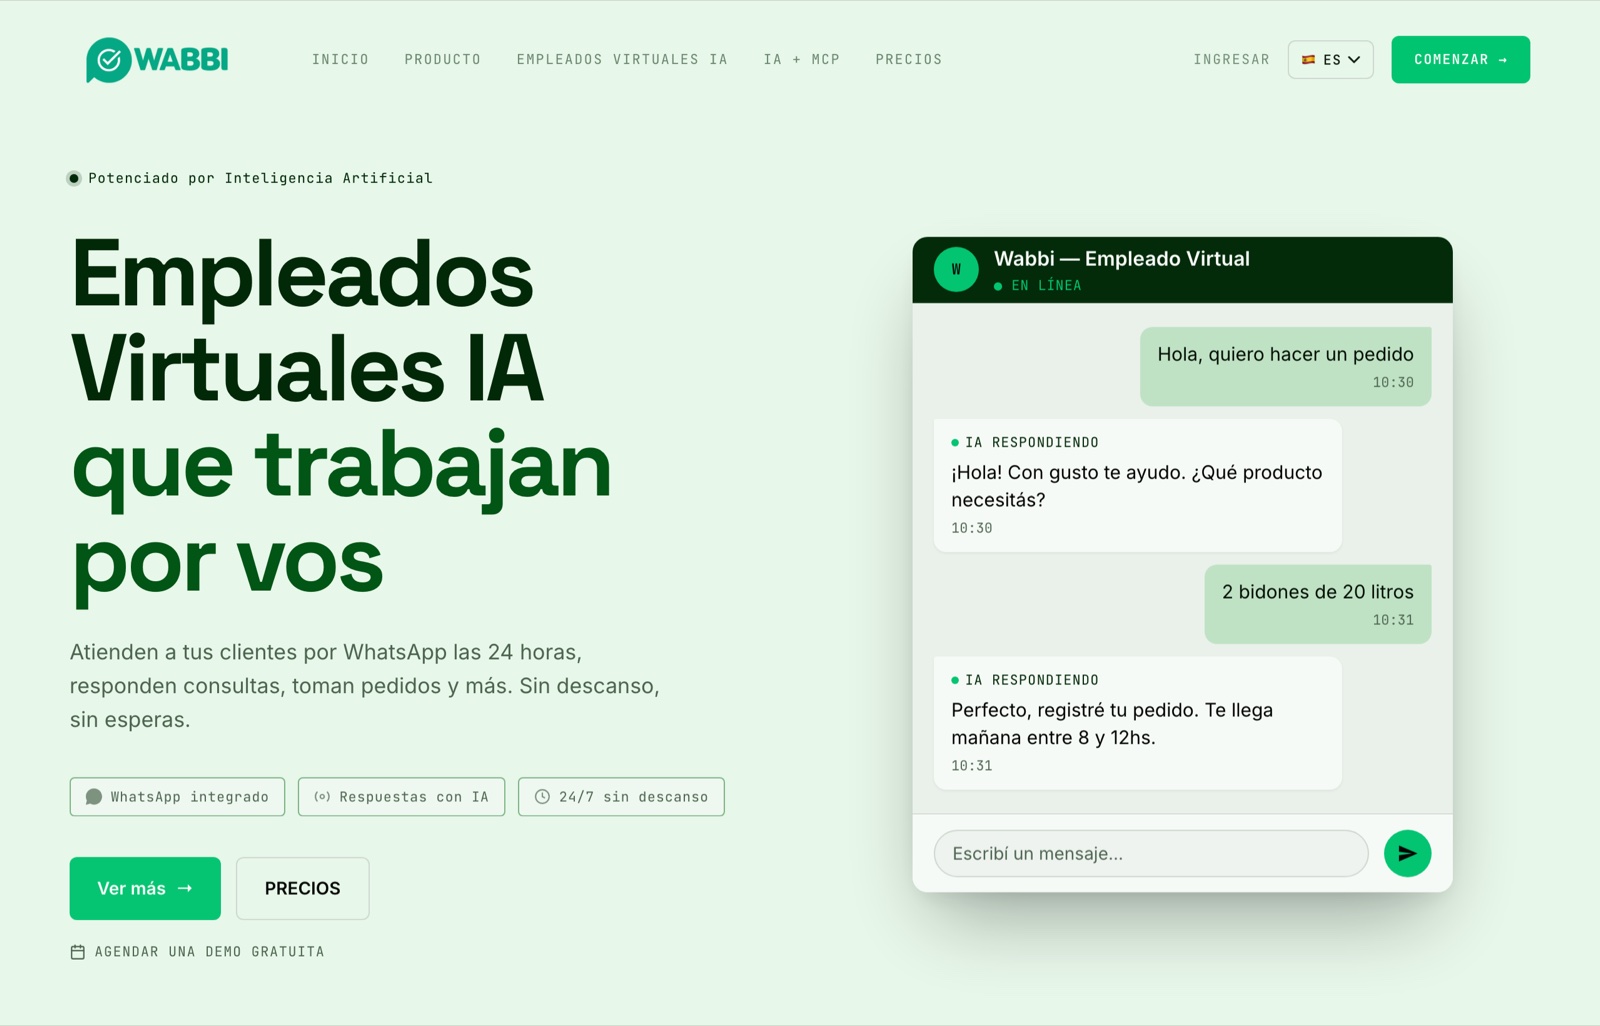 WABBI
INICIO
PRODUCTO
EMPLEADOS VIRTUALES IA
IA + MCP
PRECIOS
INGRESAR
ES
COMENZAR →
Potenciado por Inteligencia Artificial
Empleados
Virtuales IA
que trabajan
por vos
Atienden a tus clientes por WhatsApp las 24 horas,
responden consultas, toman pedidos y más. Sin descanso,
sin esperas.
WhatsApp integrado
Respuestas con IA
24/7 sin descanso
Ver más →
PRECIOS
AGENDAR UNA DEMO GRATUITA
W
Wabbi — Empleado Virtual
EN LÍNEA
Hola, quiero hacer un pedido
10:30
IA RESPONDIENDO
¡Hola! Con gusto te ayudo. ¿Qué producto
necesitás?
10:30
2 bidones de 20 litros
10:31
IA RESPONDIENDO
Perfecto, registré tu pedido. Te llega
mañana entre 8 y 12hs.
10:31
Escribí un mensaje...